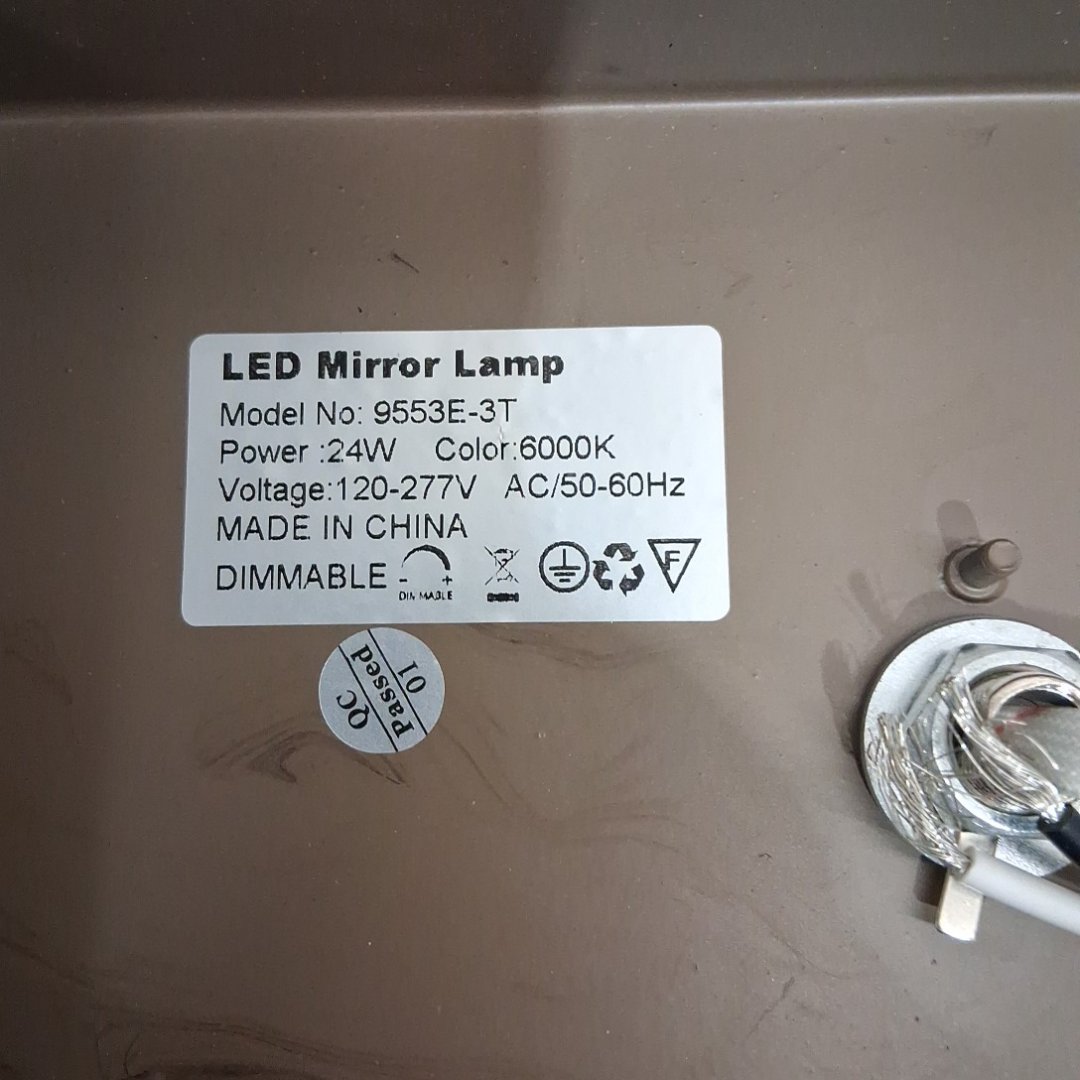 LED Mirror Lamp
Model No: 9553E-3T
Power :24W Color:6000K
Voltage:120-277V AC/50-60Hz
MADE IN CHINA
DIMMABLE - + F
DIMMABLE
QC
Passed
01